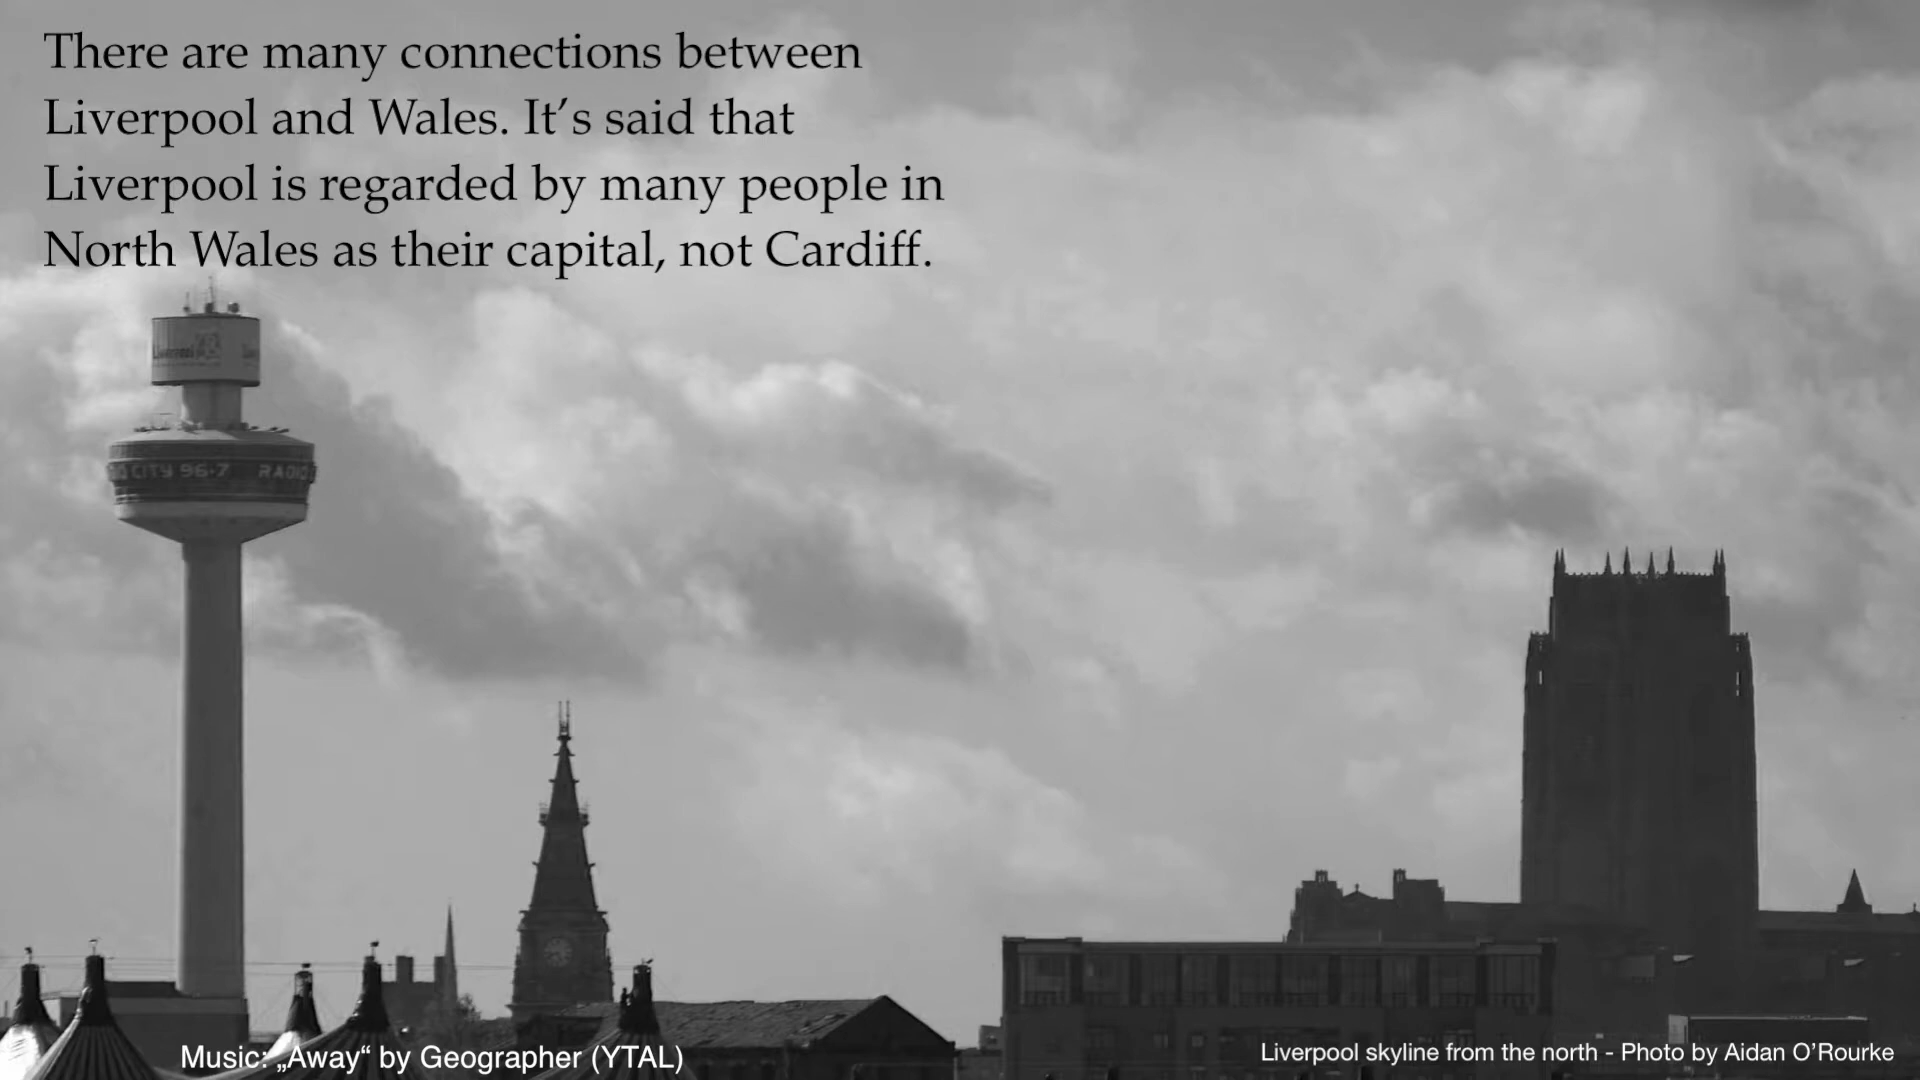 There are many connections between
Liverpool and Wales. It’s said that
Liverpool is regarded by many people in
North Wales as their capital, not Cardiff.
Liverpool
CITY 96.7 RADIO
Music: „Away“ by Geographer (YTAL)
Liverpool skyline from the north - Photo by Aidan O’Rourke